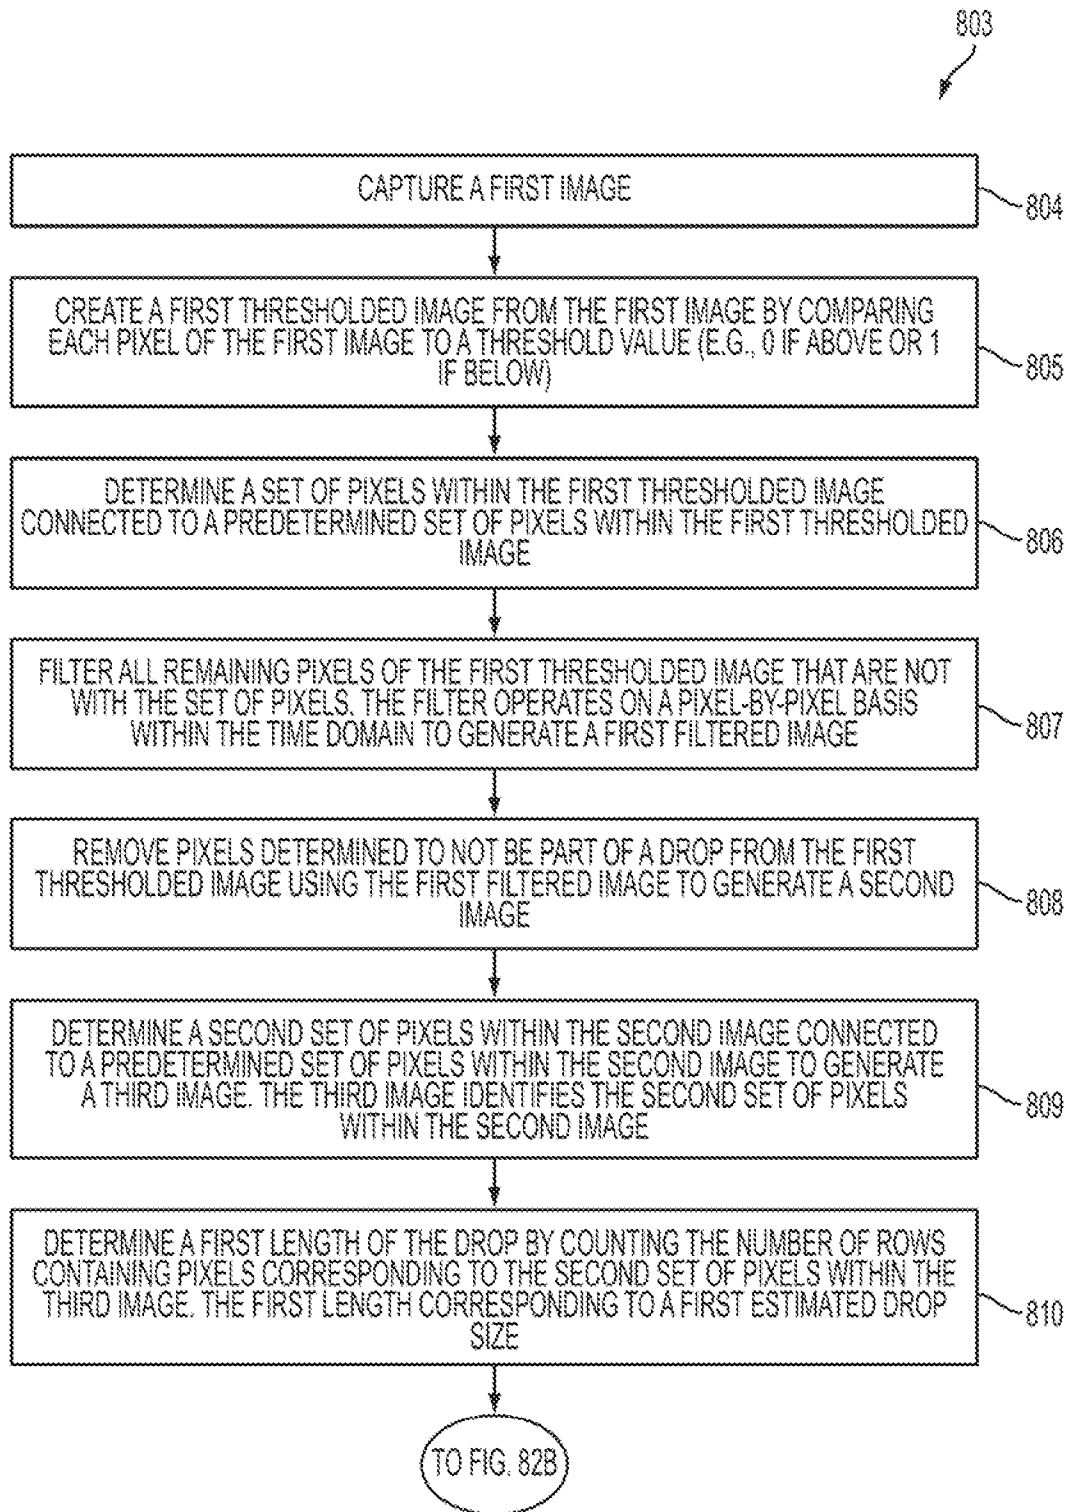 803
CAPTURE A FIRST IMAGE
804
CREATE A FIRST THRESHOLDED IMAGE FROM THE FIRST IMAGE BY COMPARING
EACH PIXEL OF THE FIRST IMAGE TO A THRESHOLD VALUE (E.G., 0 IF ABOVE OR 1
IF BELOW)
805
DETERMINE A SET OF PIXELS WITHIN THE FIRST THRESHOLDED IMAGE
CONNECTED TO A PREDETERMINED SET OF PIXELS WITHIN THE FIRST THRESHOLDED
IMAGE
806
FILTER ALL REMAINING PIXELS OF THE FIRST THRESHOLDED IMAGE THAT ARE NOT
WITH THE SET OF PIXELS. THE FILTER OPERATES ON A PIXEL-BY-PIXEL BASIS
WITHIN THE TIME DOMAIN TO GENERATE A FIRST FILTERED IMAGE
807
REMOVE PIXELS DETERMINED TO NOT BE PART OF A DROP FROM THE FIRST
THRESHOLDED IMAGE USING THE FIRST FILTERED IMAGE TO GENERATE A SECOND
IMAGE
808
DETERMINE A SECOND SET OF PIXELS WITHIN THE SECOND IMAGE CONNECTED
TO A PREDETERMINED SET OF PIXELS WITHIN THE SECOND IMAGE TO GENERATE
A THIRD IMAGE. THE THIRD IMAGE IDENTIFIES THE SECOND SET OF PIXELS
WITHIN THE SECOND IMAGE
809
DETERMINE A FIRST LENGTH OF THE DROP BY COUNTING THE NUMBER OF ROWS
CONTAINING PIXELS CORRESPONDING TO THE SECOND SET OF PIXELS WITHIN THE
THIRD IMAGE. THE FIRST LENGTH CORRESPONDING TO A FIRST ESTIMATED DROP
SIZE
810
TO FIG. 82B